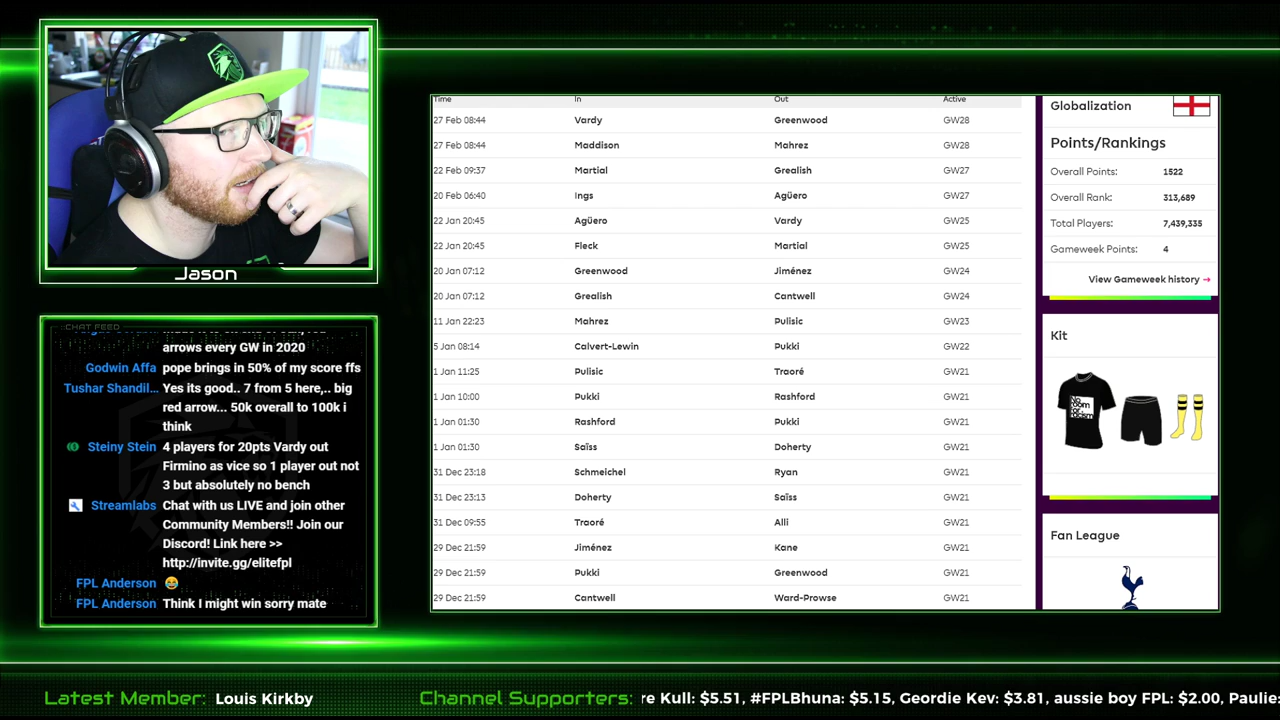 Jason
CHAT FEED
arrows every GW in 2020
Godwin Affa pope brings in 50% of my score ffs
Tushar Shandil... Yes its good.. 7 from 5 here,.. big
red arrow... 50k overall to 100k i
think
Steiny Stein 4 players for 20pts Vardy out
Firmino as vice so 1 player out not
3 but absolutely no bench
Streamlabs Chat with us LIVE and join other
Community Members!! Join our
Discord! Link here >>
http://invite.gg/elitefpl
FPL Anderson 😂
FPL Anderson Think I might win sorry mate
Time In Out Active
27 Feb 08:44 Vardy Greenwood GW28
27 Feb 08:44 Maddison Mahrez GW28
22 Feb 09:37 Martial Grealish GW27
20 Feb 06:40 Ings Agüero GW27
22 Jan 20:45 Agüero Vardy GW25
22 Jan 20:45 Fleck Martial GW25
20 Jan 07:12 Greenwood Jiménez GW24
20 Jan 07:12 Grealish Cantwell GW24
11 Jan 22:23 Mahrez Pulisic GW23
5 Jan 08:14 Calvert-Lewin Pukki GW22
1 Jan 11:25 Pulisic Traoré GW21
1 Jan 10:00 Pukki Rashford GW21
1 Jan 01:30 Rashford Pukki GW21
1 Jan 01:30 Saïss Doherty GW21
31 Dec 23:18 Schmeichel Ryan GW21
31 Dec 23:13 Doherty Saïss GW21
31 Dec 09:55 Traoré Alli GW21
29 Dec 21:59 Jiménez Kane GW21
29 Dec 21:59 Pukki Greenwood GW21
29 Dec 21:59 Cantwell Ward-Prowse GW21
Globalization
Points/Rankings
Overall Points: 1522
Overall Rank: 313,689
Total Players: 7,439,335
Gameweek Points: 4
View Gameweek history →
Kit
No
Room
for
Racism
Fan League
Latest Member: Louis Kirkby
Channel Supporters: re Kull: $5.51, #FPLBhuna: $5.15, Geordie Kev: $3.81, aussie boy FPL: $2.00, Paulie: